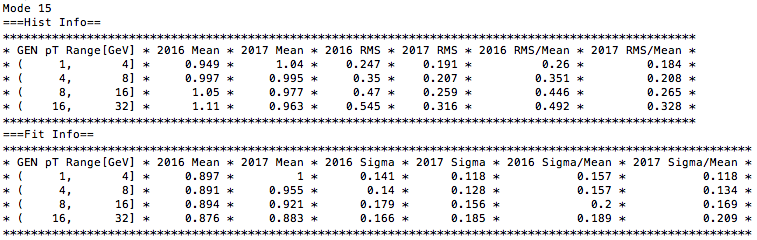 Mode 15
===Hist Info==
***************************************************************************************************
* GEN pT Range[GeV] * 2016 Mean * 2017 Mean * 2016 RMS * 2017 RMS * 2016 RMS/Mean * 2017 RMS/Mean *
* ( 1, 4] * 0.949 * 1.04 * 0.247 * 0.191 * 0.26 * 0.184 *
* ( 4, 8] * 0.997 * 0.995 * 0.35 * 0.207 * 0.351 * 0.208 *
* ( 8, 16] * 1.05 * 0.977 * 0.47 * 0.259 * 0.446 * 0.265 *
* ( 16, 32] * 1.11 * 0.963 * 0.545 * 0.316 * 0.492 * 0.328 *
***************************************************************************************************
===Fit Info==
***********************************************************************************************************
* GEN pT Range[GeV] * 2016 Mean * 2017 Mean * 2016 Sigma * 2017 Sigma * 2016 Sigma/Mean * 2017 Sigma/Mean *
* ( 1, 4] * 0.897 * 1 * 0.141 * 0.118 * 0.157 * 0.118 *
* ( 4, 8] * 0.891 * 0.955 * 0.14 * 0.128 * 0.157 * 0.134 *
* ( 8, 16] * 0.894 * 0.921 * 0.179 * 0.156 * 0.2 * 0.169 *
* ( 16, 32] * 0.876 * 0.883 * 0.166 * 0.185 * 0.189 * 0.209 *
***********************************************************************************************************